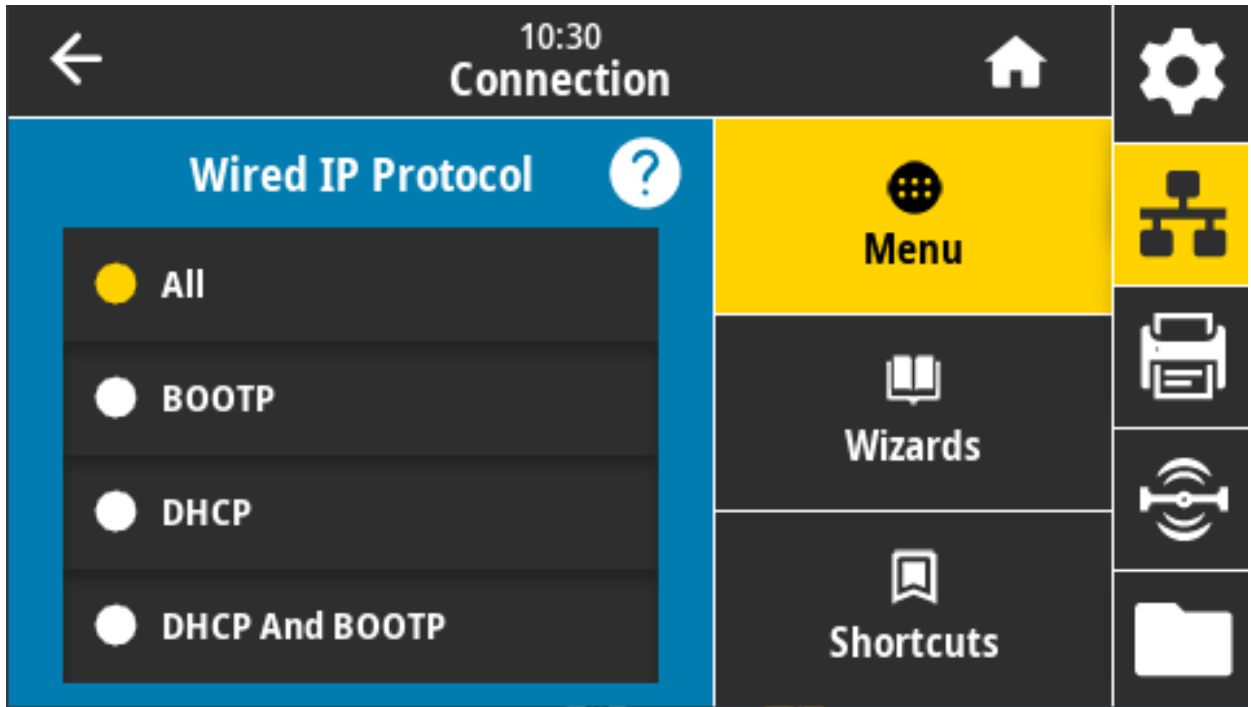 10:30
Connection
Wired IP Protocol
?
All
BOOTP
DHCP
DHCP And BOOTP
Menu
Wizards
Shortcuts